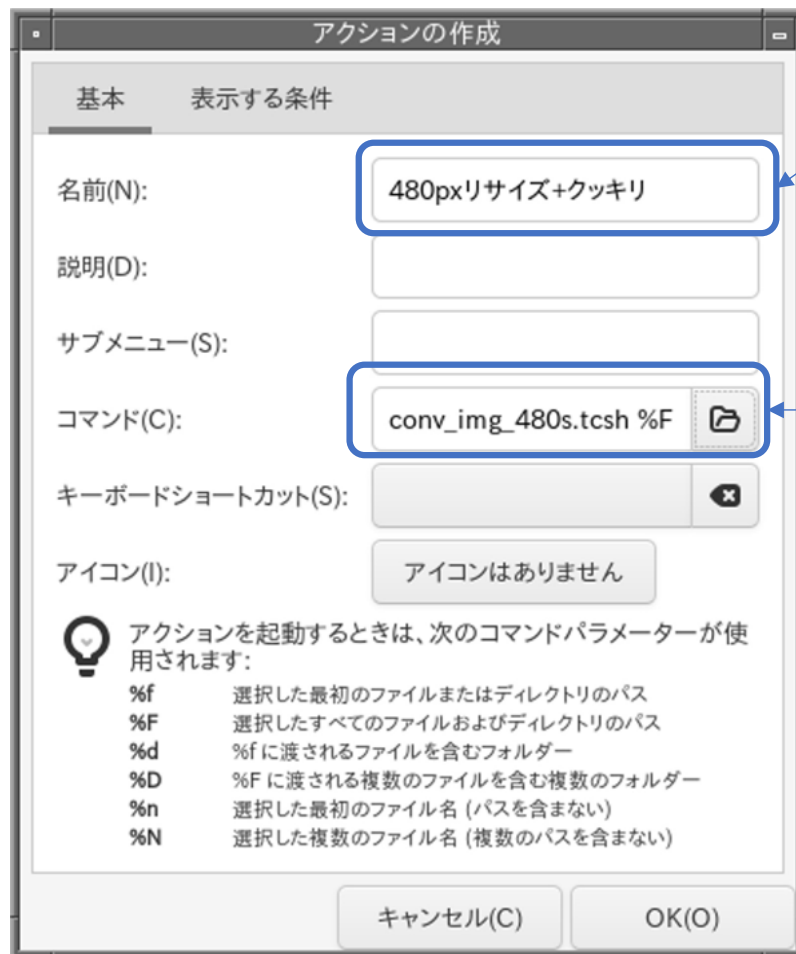 アクションの作成
基本 表示する条件
名前(N): 480pxリサイズ+クッキリ
説明(D):
サブメニュー(S):
コマンド(C): conv_img_480s.tcsh %F
キーボードショートカット(S):
アイコン(I): アイコンはありません
アクションを起動するときは、次のコマンドパラメーターが使
用されます:
%f 選択した最初のファイルまたはディレクトリのパス
%F 選択したすべてのファイルおよびディレクトリのパス
%d %f に渡されるファイルを含むフォルダー
%D %F に渡される複数のファイルを含む複数のフォルダー
%n 選択した最初のファイル名 (パスを含まない)
%N 選択した複数のファイル名 (複数のパスを含まない)
キャンセル(C) OK(O)